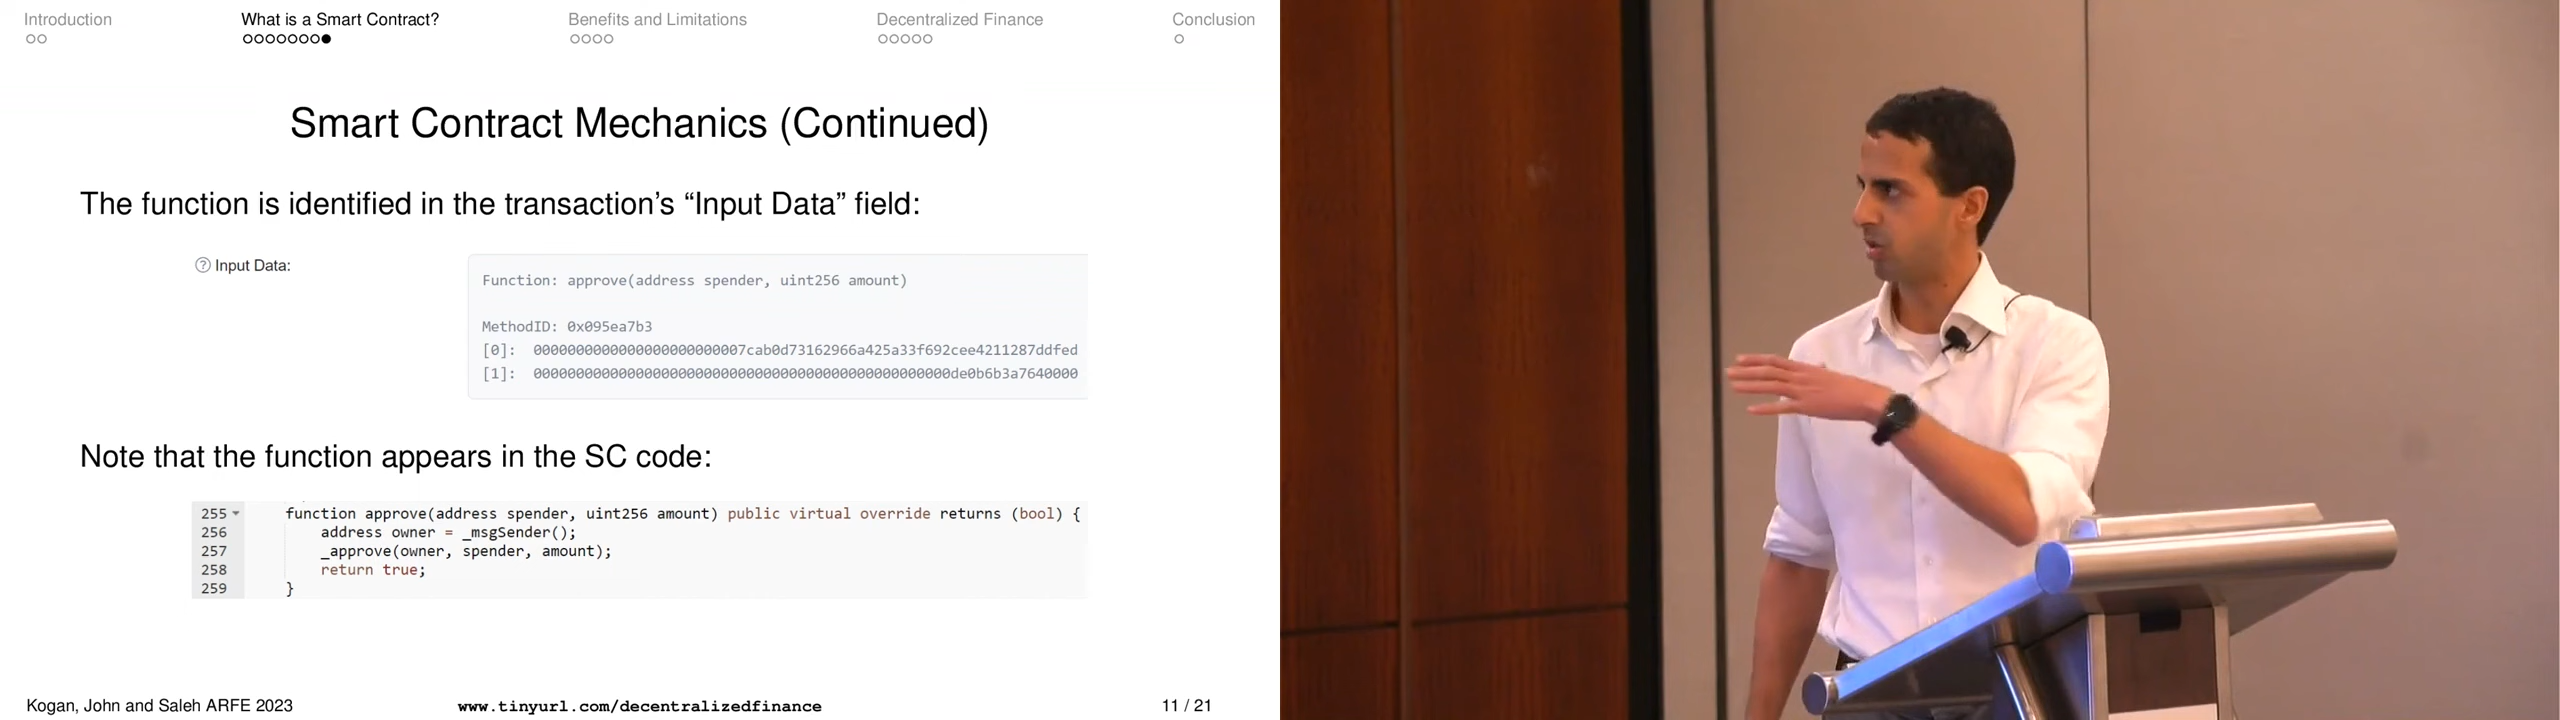 Introduction
What is a Smart Contract?
Benefits and Limitations
Decentralized Finance
Conclusion
Smart Contract Mechanics (Continued)
The function is identified in the transaction's “Input Data” field:
? Input Data:
Function: approve(address spender, uint256 amount)
MethodID: 0x095ea7b3
[0]: 0000000000000000000000007cab0d73162966a425a33f692cee4211287ddfed
[1]: 0000000000000000000000000000000000000000000000000de0b6b3a7640000
Note that the function appears in the SC code:
255 function approve(address spender, uint256 amount) public virtual override returns (bool) {
256 address owner = _msgSender();
257 _approve(owner, spender, amount);
258 return true;
259 }
Kogan, John and Saleh ARFE 2023
www.tinyurl.com/decentralizedfinance
11 / 21